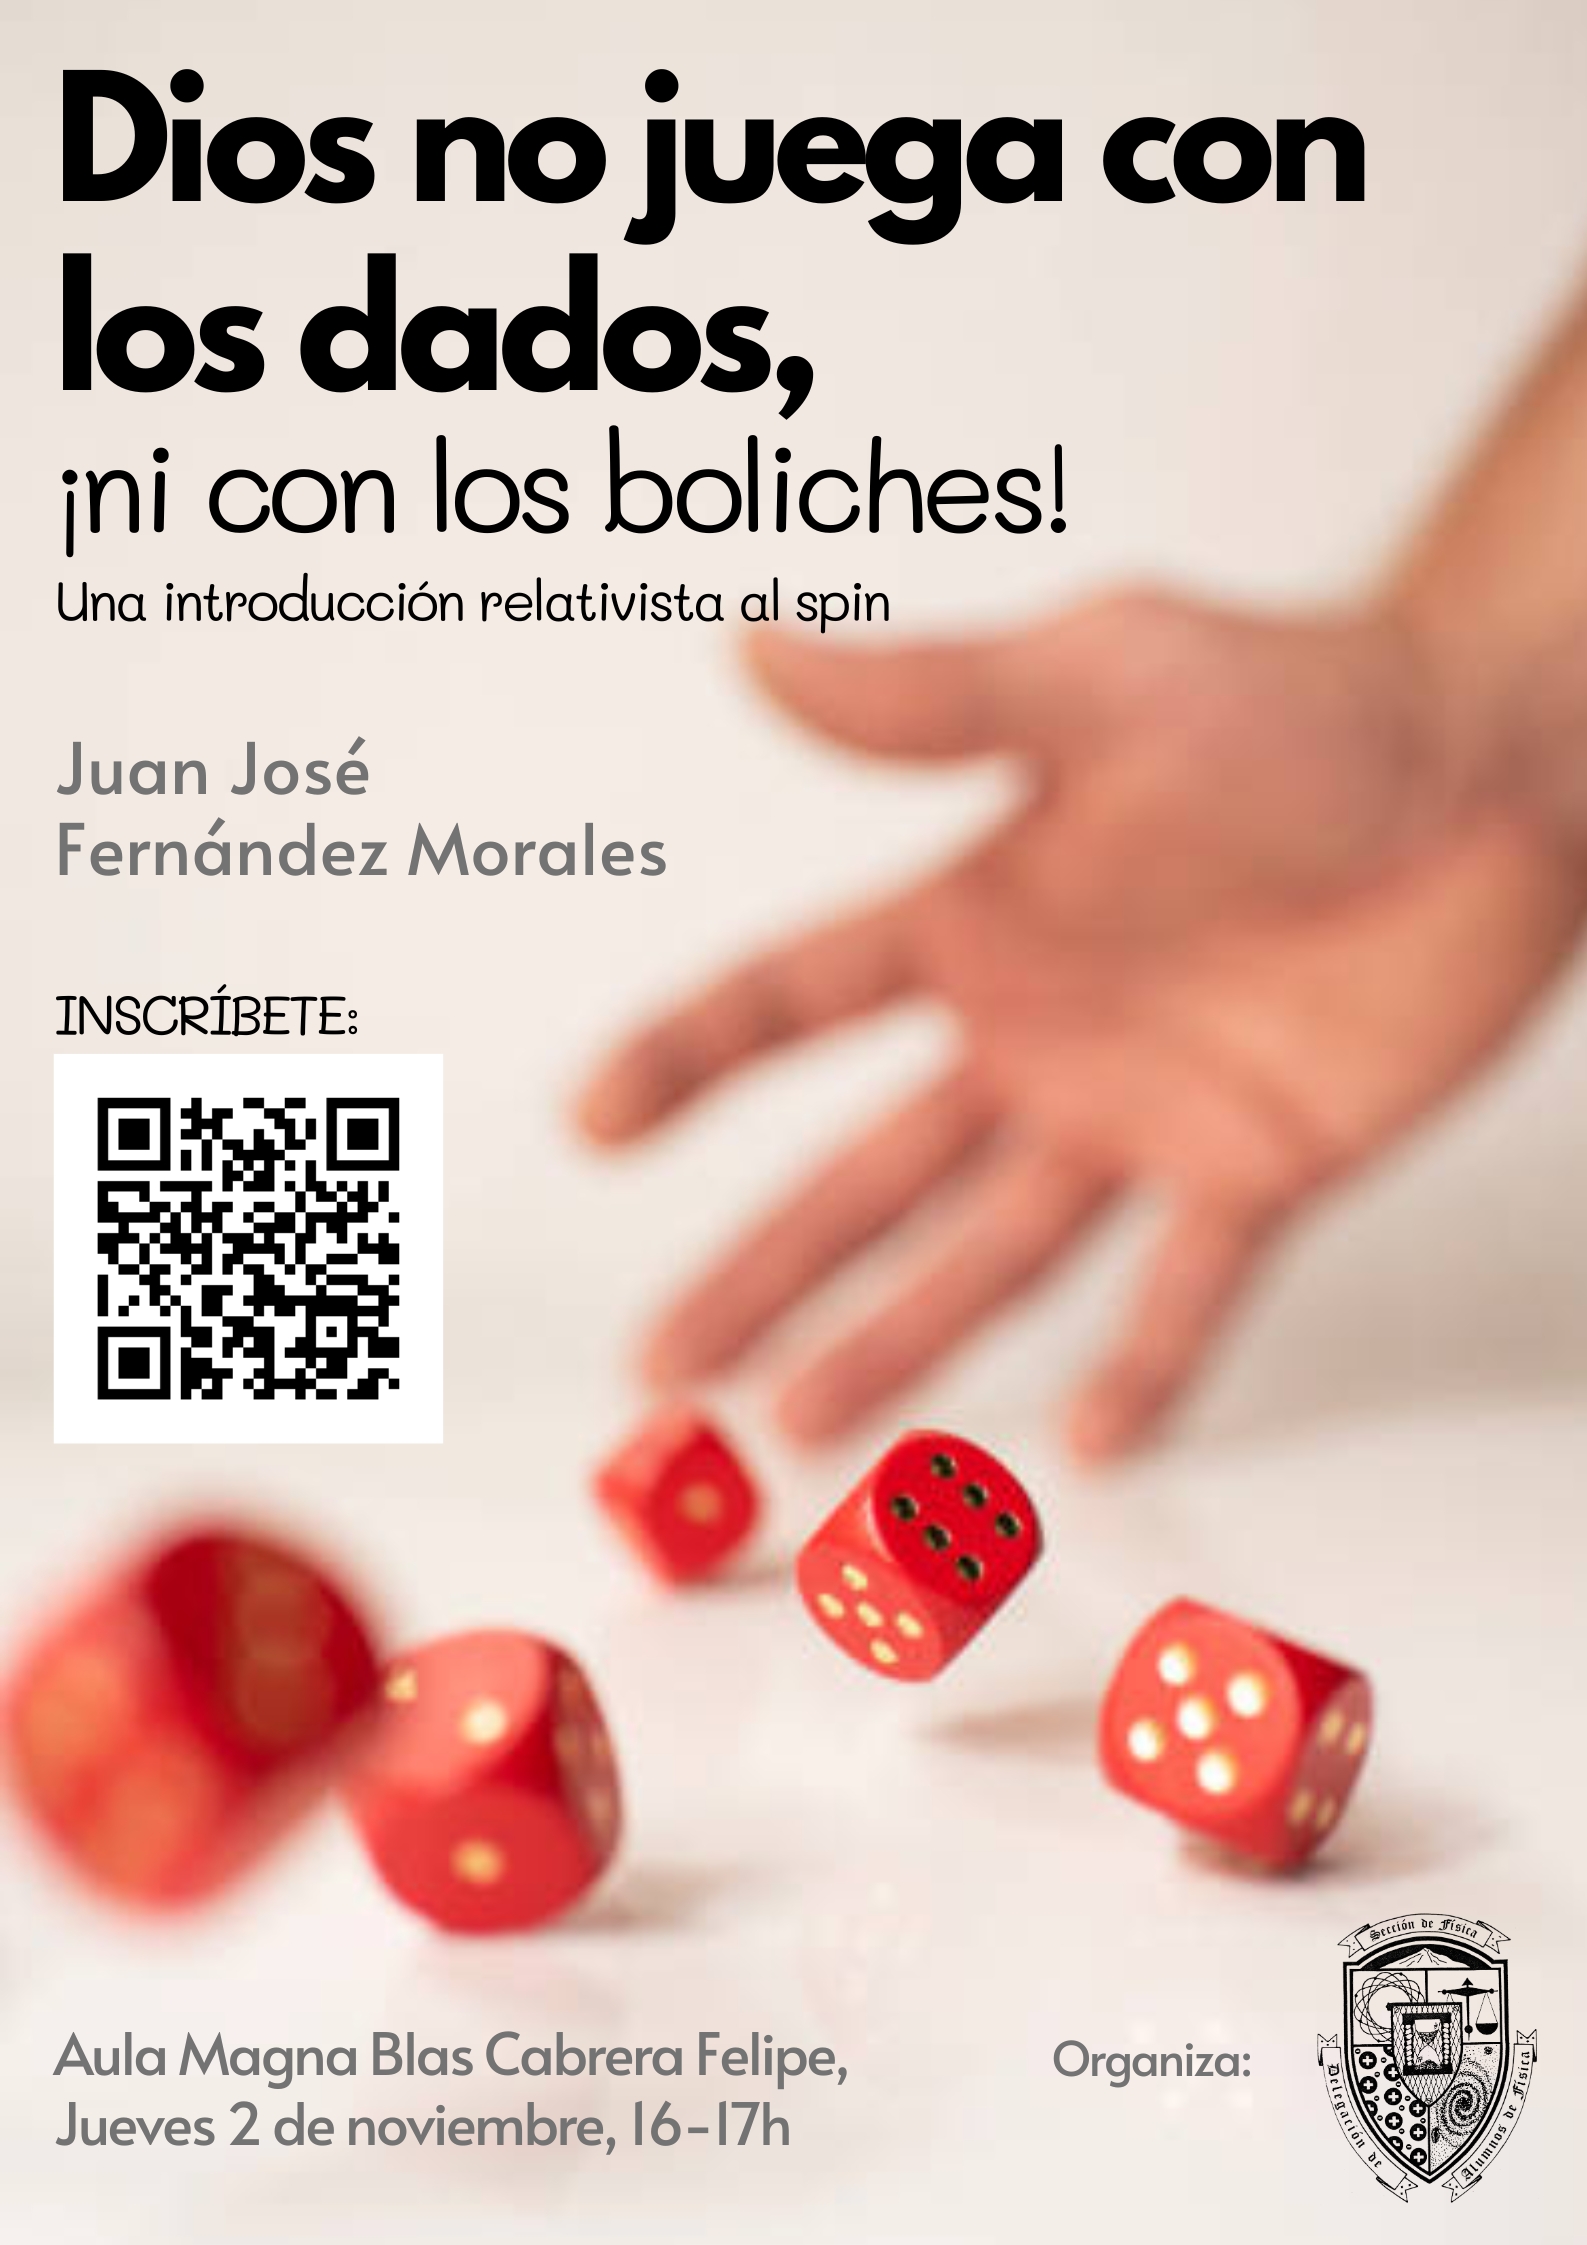 Dios no juega con
los dados,
¡ni con los boliches!
Una introducción relativista al spin
Juan José
Fernández Morales
INSCRÍBETE:
Aula Magna Blas Cabrera Felipe,
Jueves 2 de noviembre, 16-17h
Organiza:
Sección de Física
Delegación de
Alumnos de Física